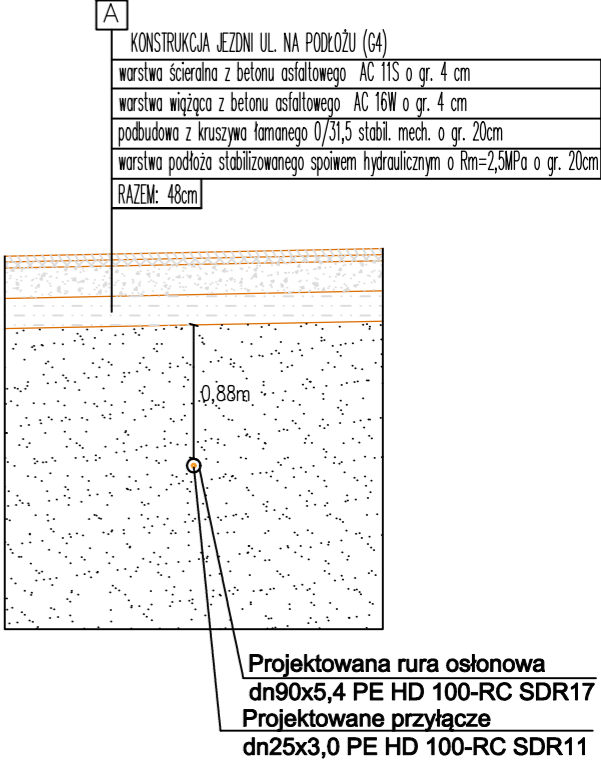 A
KONSTRUKCJA JEZDNI UL. NA PODŁOŻU (G4)
warstwa ścieralna z betonu asfaltowego AC 11S o gr. 4 cm
warstwa wiążąca z betonu asfaltowego AC 16W o gr. 4 cm
podbudowa z kruszywa łamanego 0/31,5 stabil. mech. o gr. 20cm
warstwa podłoża stabilizowanego spoiwem hydraulicznym o Rm=2,5MPa o gr. 20cm
RAZEM: 48cm
0,88m
Projektowana rura osłonowa
dn90x5,4 PE HD 100-RC SDR17
Projektowane przyłącze
dn25x3,0 PE HD 100-RC SDR11